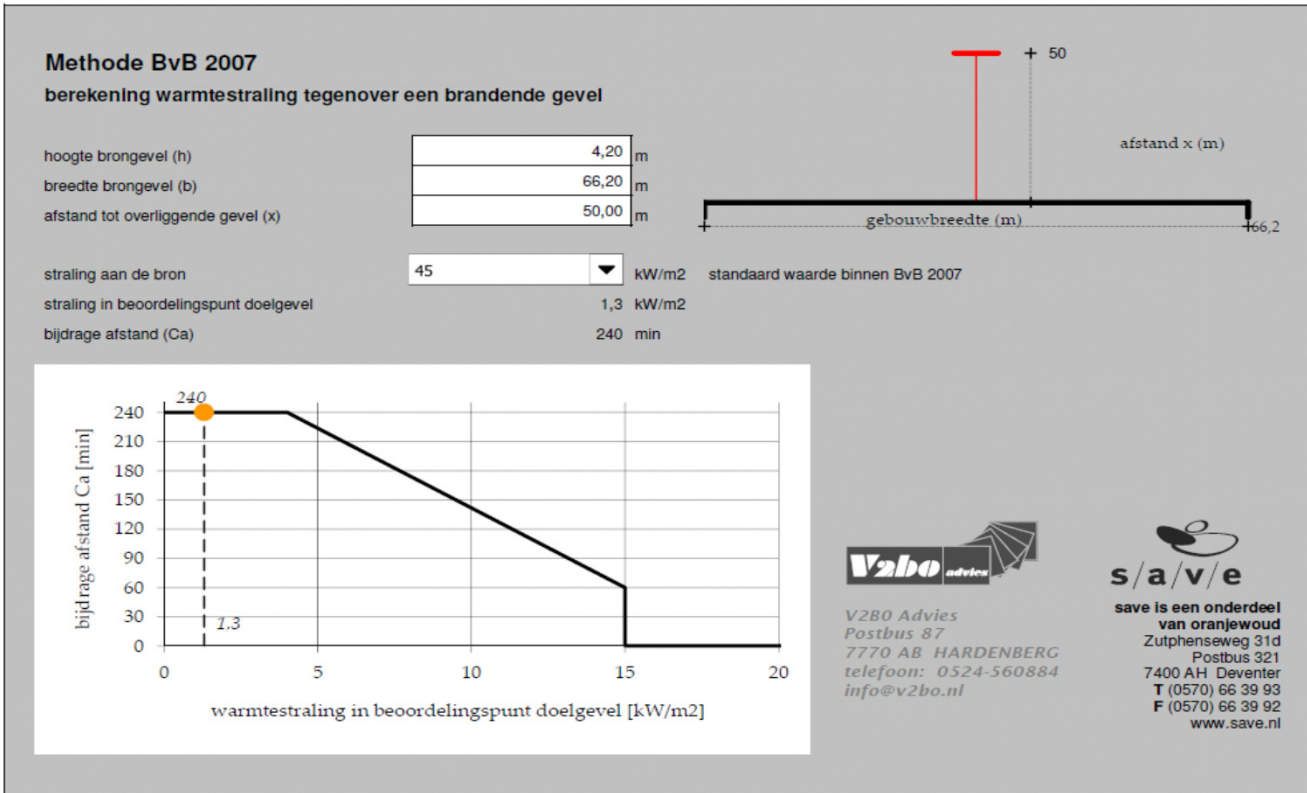 Methode BvB 2007
berekening warmtestraling tegenover een brandende gevel
hoogte brongevel (h) 4,20 m
breedte brongevel (b) 66,20 m
afstand tot overliggende gevel (x) 50,00 m
50
afstand x (m)
gebouwbreedte (m)
66,2
straling aan de bron 45 kW/m2 standaard waarde binnen BvB 2007
straling in beoordelingspunt doelgevel 1,3 kW/m2
bijdrage afstand (Ca) 240 min
bijdrage afstand Ca [min]
240
240
210
180
150
120
90
60
30
0
1,3
0 5 10 15 20
warmtestraling in beoordelingspunt doelgevel [kW/m2]
V2bo advies
V2BO Advies
Postbus 87
7770 AB HARDENBERG
telefoon: 0524-560884
info@v2bo.nl
s/a/v/e
save is een onderdeel
van oranjewoud
Zutphenseweg 31d
Postbus 321
7400 AH Deventer
T (0570) 66 39 93
F (0570) 66 39 92
www.save.nl